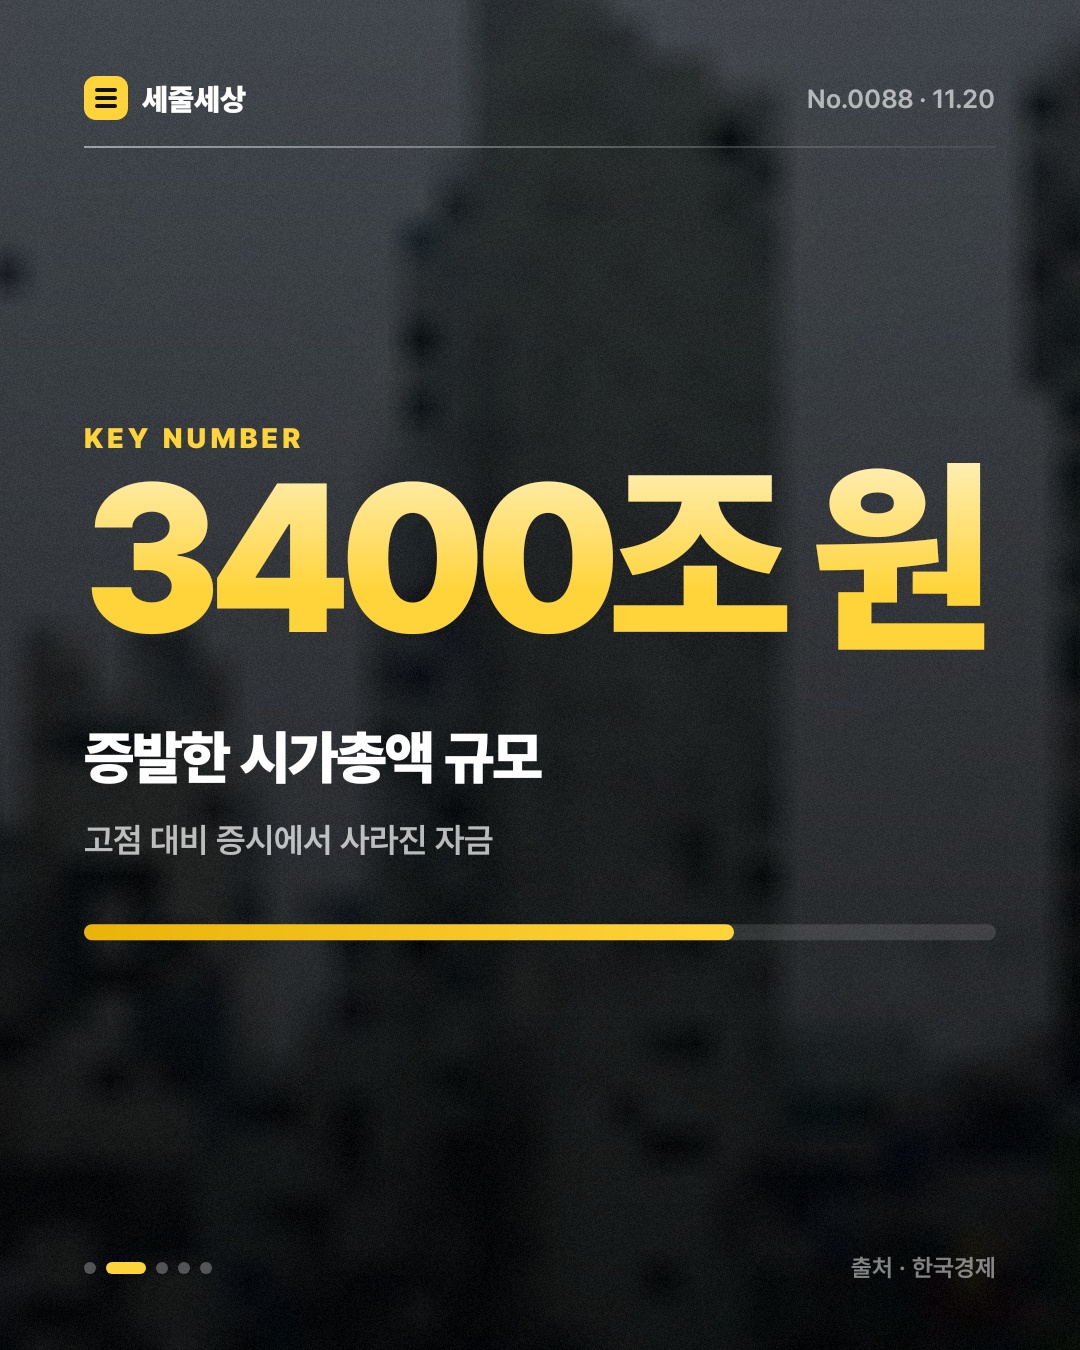 세줄세상
No.0088 · 11.20
KEY NUMBER
3400조 원
증발한 시가총액 규모
고점 대비 증시에서 사라진 자금
출처 · 한국경제